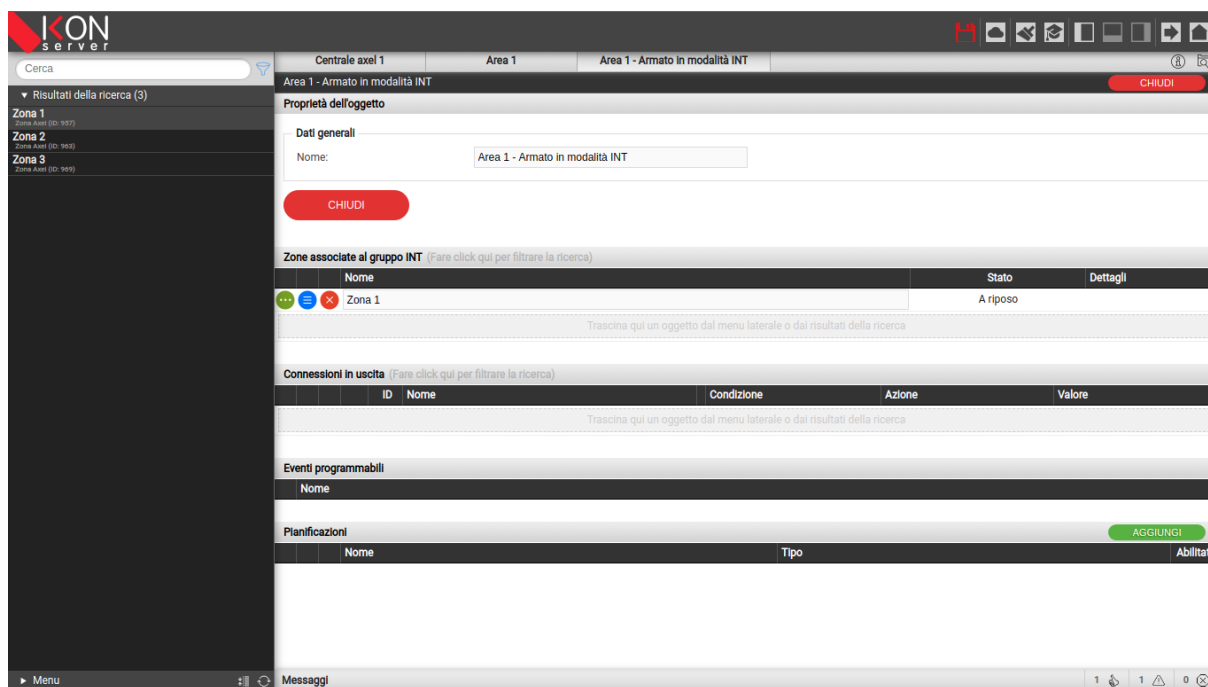 KON
server
Cerca
Centrale axel 1
Area 1
Area 1 - Armato in modalità INT
Area 1 - Armato in modalità INT
CHIUDI
▾ Risultati della ricerca (3)
Zona 1
Zona Axel (ID: 957)
Zona 2
Zona Axel (ID: 963)
Zona 3
Zona Axel (ID: 969)
Proprietà dell'oggetto
Dati generali
Nome:
Area 1 - Armato in modalità INT
CHIUDI
Zone associate al gruppo INT (Fare click qui per filtrare la ricerca)
Nome Stato Dettagli
Zona 1 A riposo
Trascina qui un oggetto dal menu laterale o dai risultati della ricerca
Connessioni in uscita (Fare click qui per filtrare la ricerca)
ID Nome Condizione Azione Valore
Trascina qui un oggetto dal menu laterale o dai risultati della ricerca
Eventi programmabili
Nome
Pianificazioni
AGGIUNGI
Nome Tipo Abilitat
▸ Menu
Messaggi
1 1 0